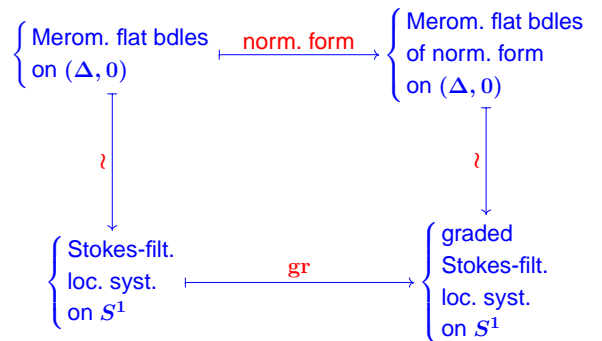 Merom. flat bdles
on (Δ, 0)
norm. form
Merom. flat bdles
of norm. form
on (Δ, 0)
≀
≀
Stokes-filt.
loc. syst.
on S¹
gr
graded
Stokes-filt.
loc. syst.
on S¹